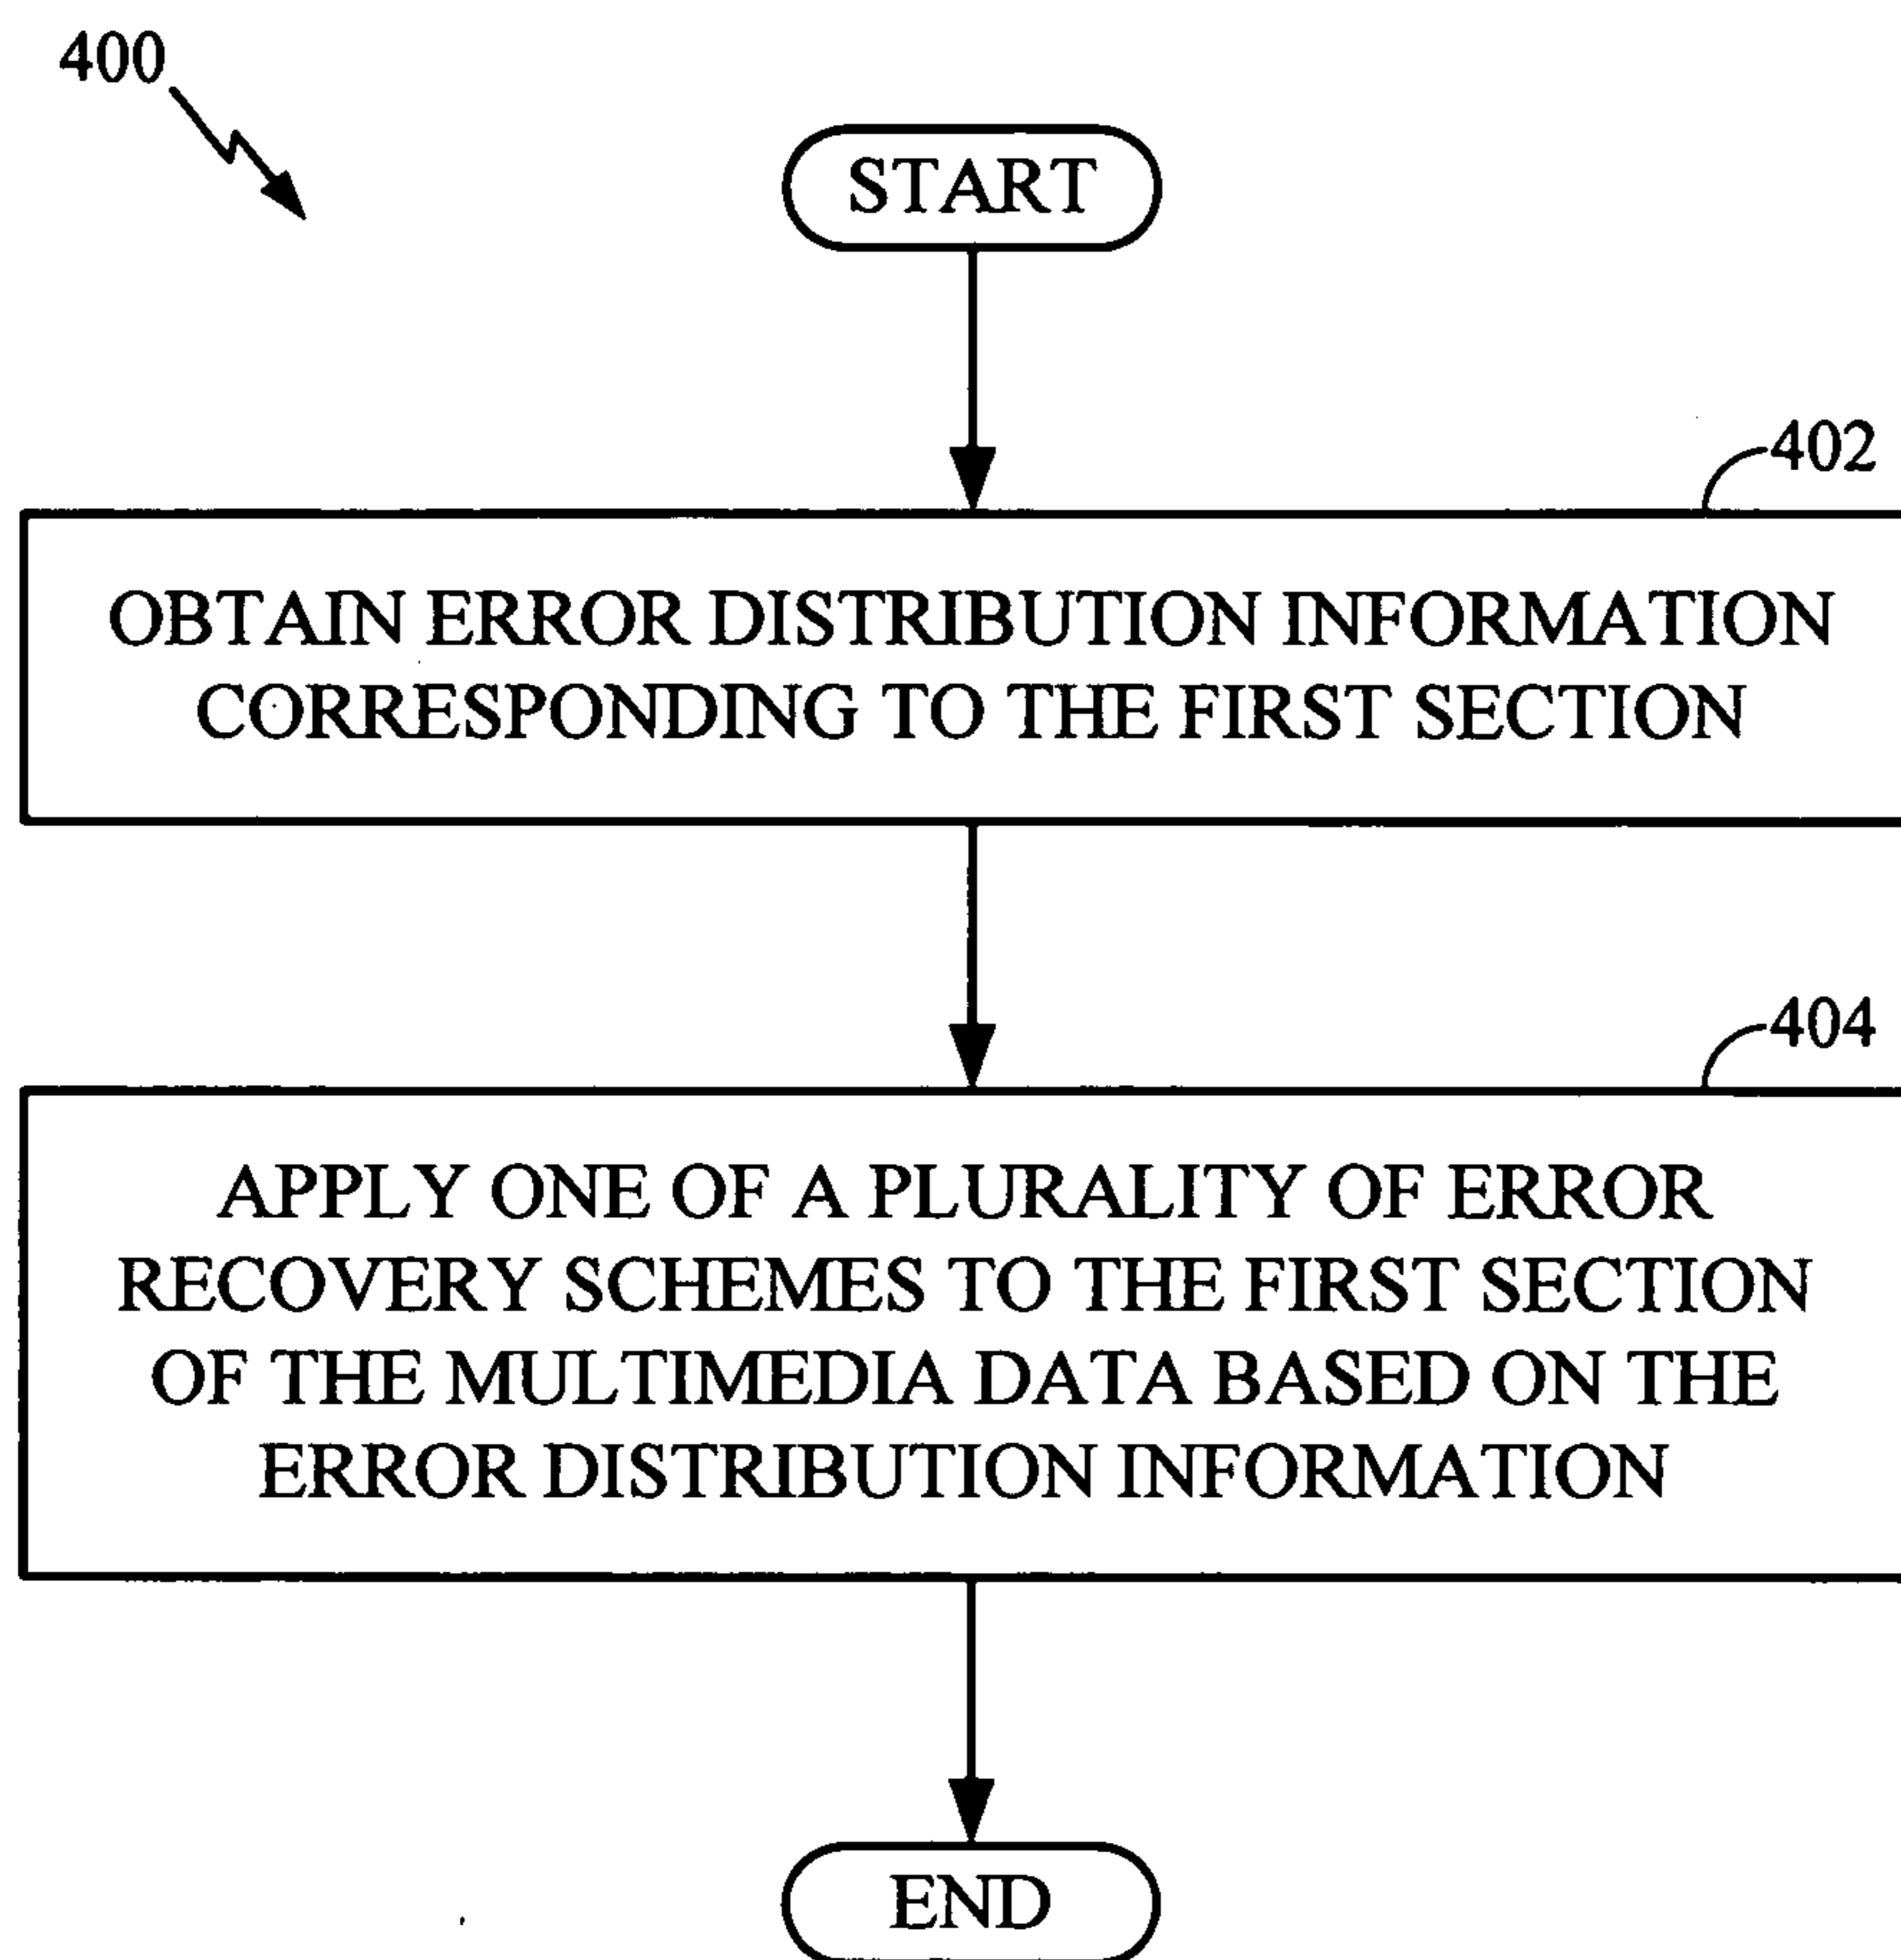 400
START
402
OBTAIN ERROR DISTRIBUTION INFORMATION
CORRESPONDING TO THE FIRST SECTION
404
APPLY ONE OF A PLURALITY OF ERROR
RECOVERY SCHEMES TO THE FIRST SECTION
OF THE MULTIMEDIA DATA BASED ON THE
ERROR DISTRIBUTION INFORMATION
END